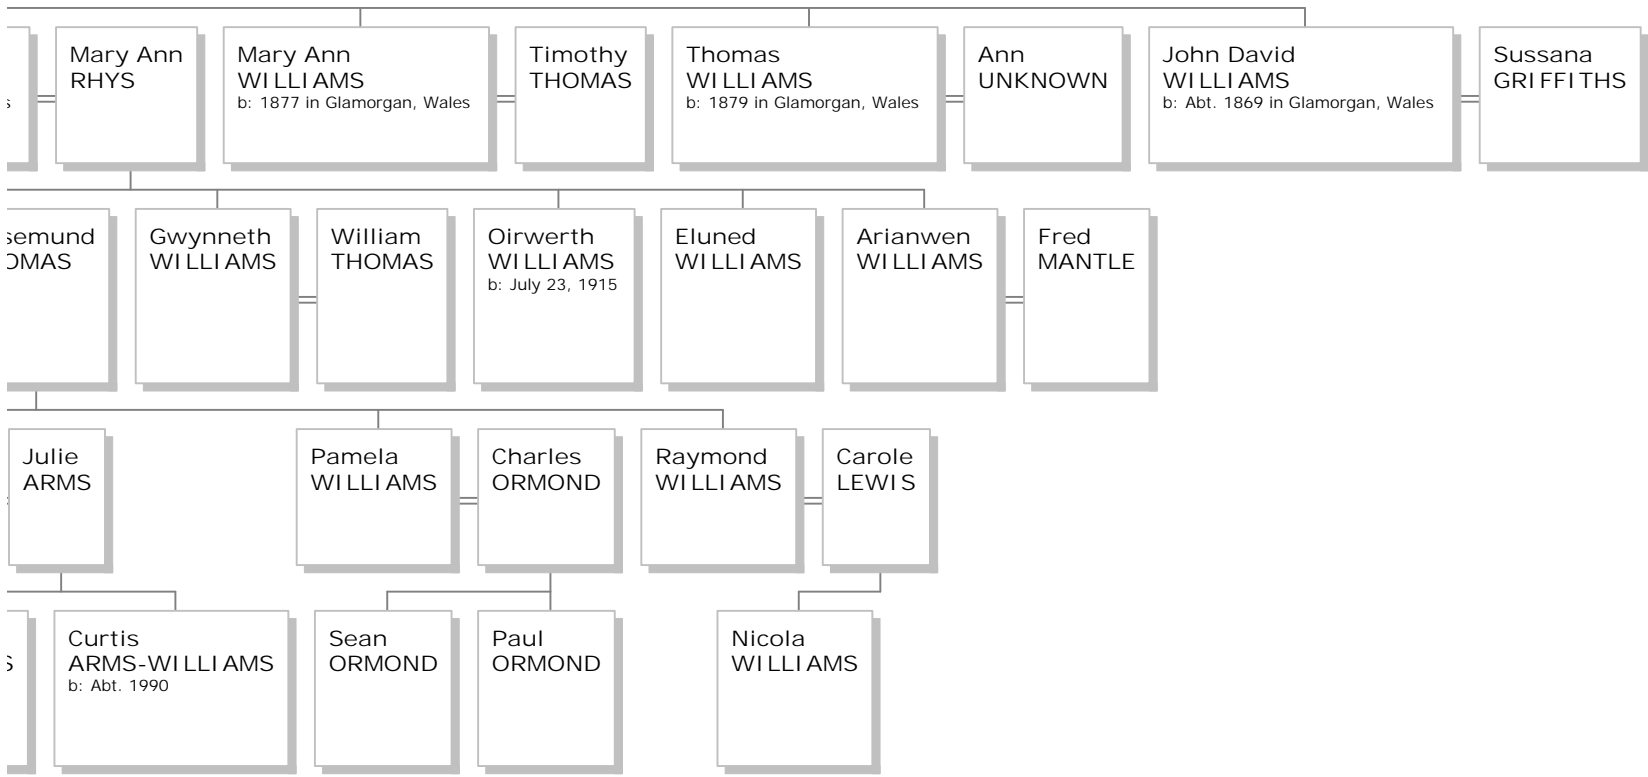 Mary Ann
RHYS
Mary Ann
WILLIAMS
b: 1877 in Glamorgan, Wales
Timothy
THOMAS
Thomas
WILLIAMS
b: 1879 in Glamorgan, Wales
Ann
UNKNOWN
John David
WILLIAMS
b: Abt. 1869 in Glamorgan, Wales
Sussana
GRIFFITHS
semund
OMAS
Gwynneth
WILLIAMS
William
THOMAS
Oirwerth
WILLIAMS
b: July 23, 1915
Eluned
WILLIAMS
Arianwen
WILLIAMS
Fred
MANTLE
Julie
ARMS
Pamela
WILLIAMS
Charles
ORMOND
Raymond
WILLIAMS
Carole
LEWIS
Curtis
ARMS-WILLIAMS
b: Abt. 1990
Sean
ORMOND
Paul
ORMOND
Nicola
WILLIAMS